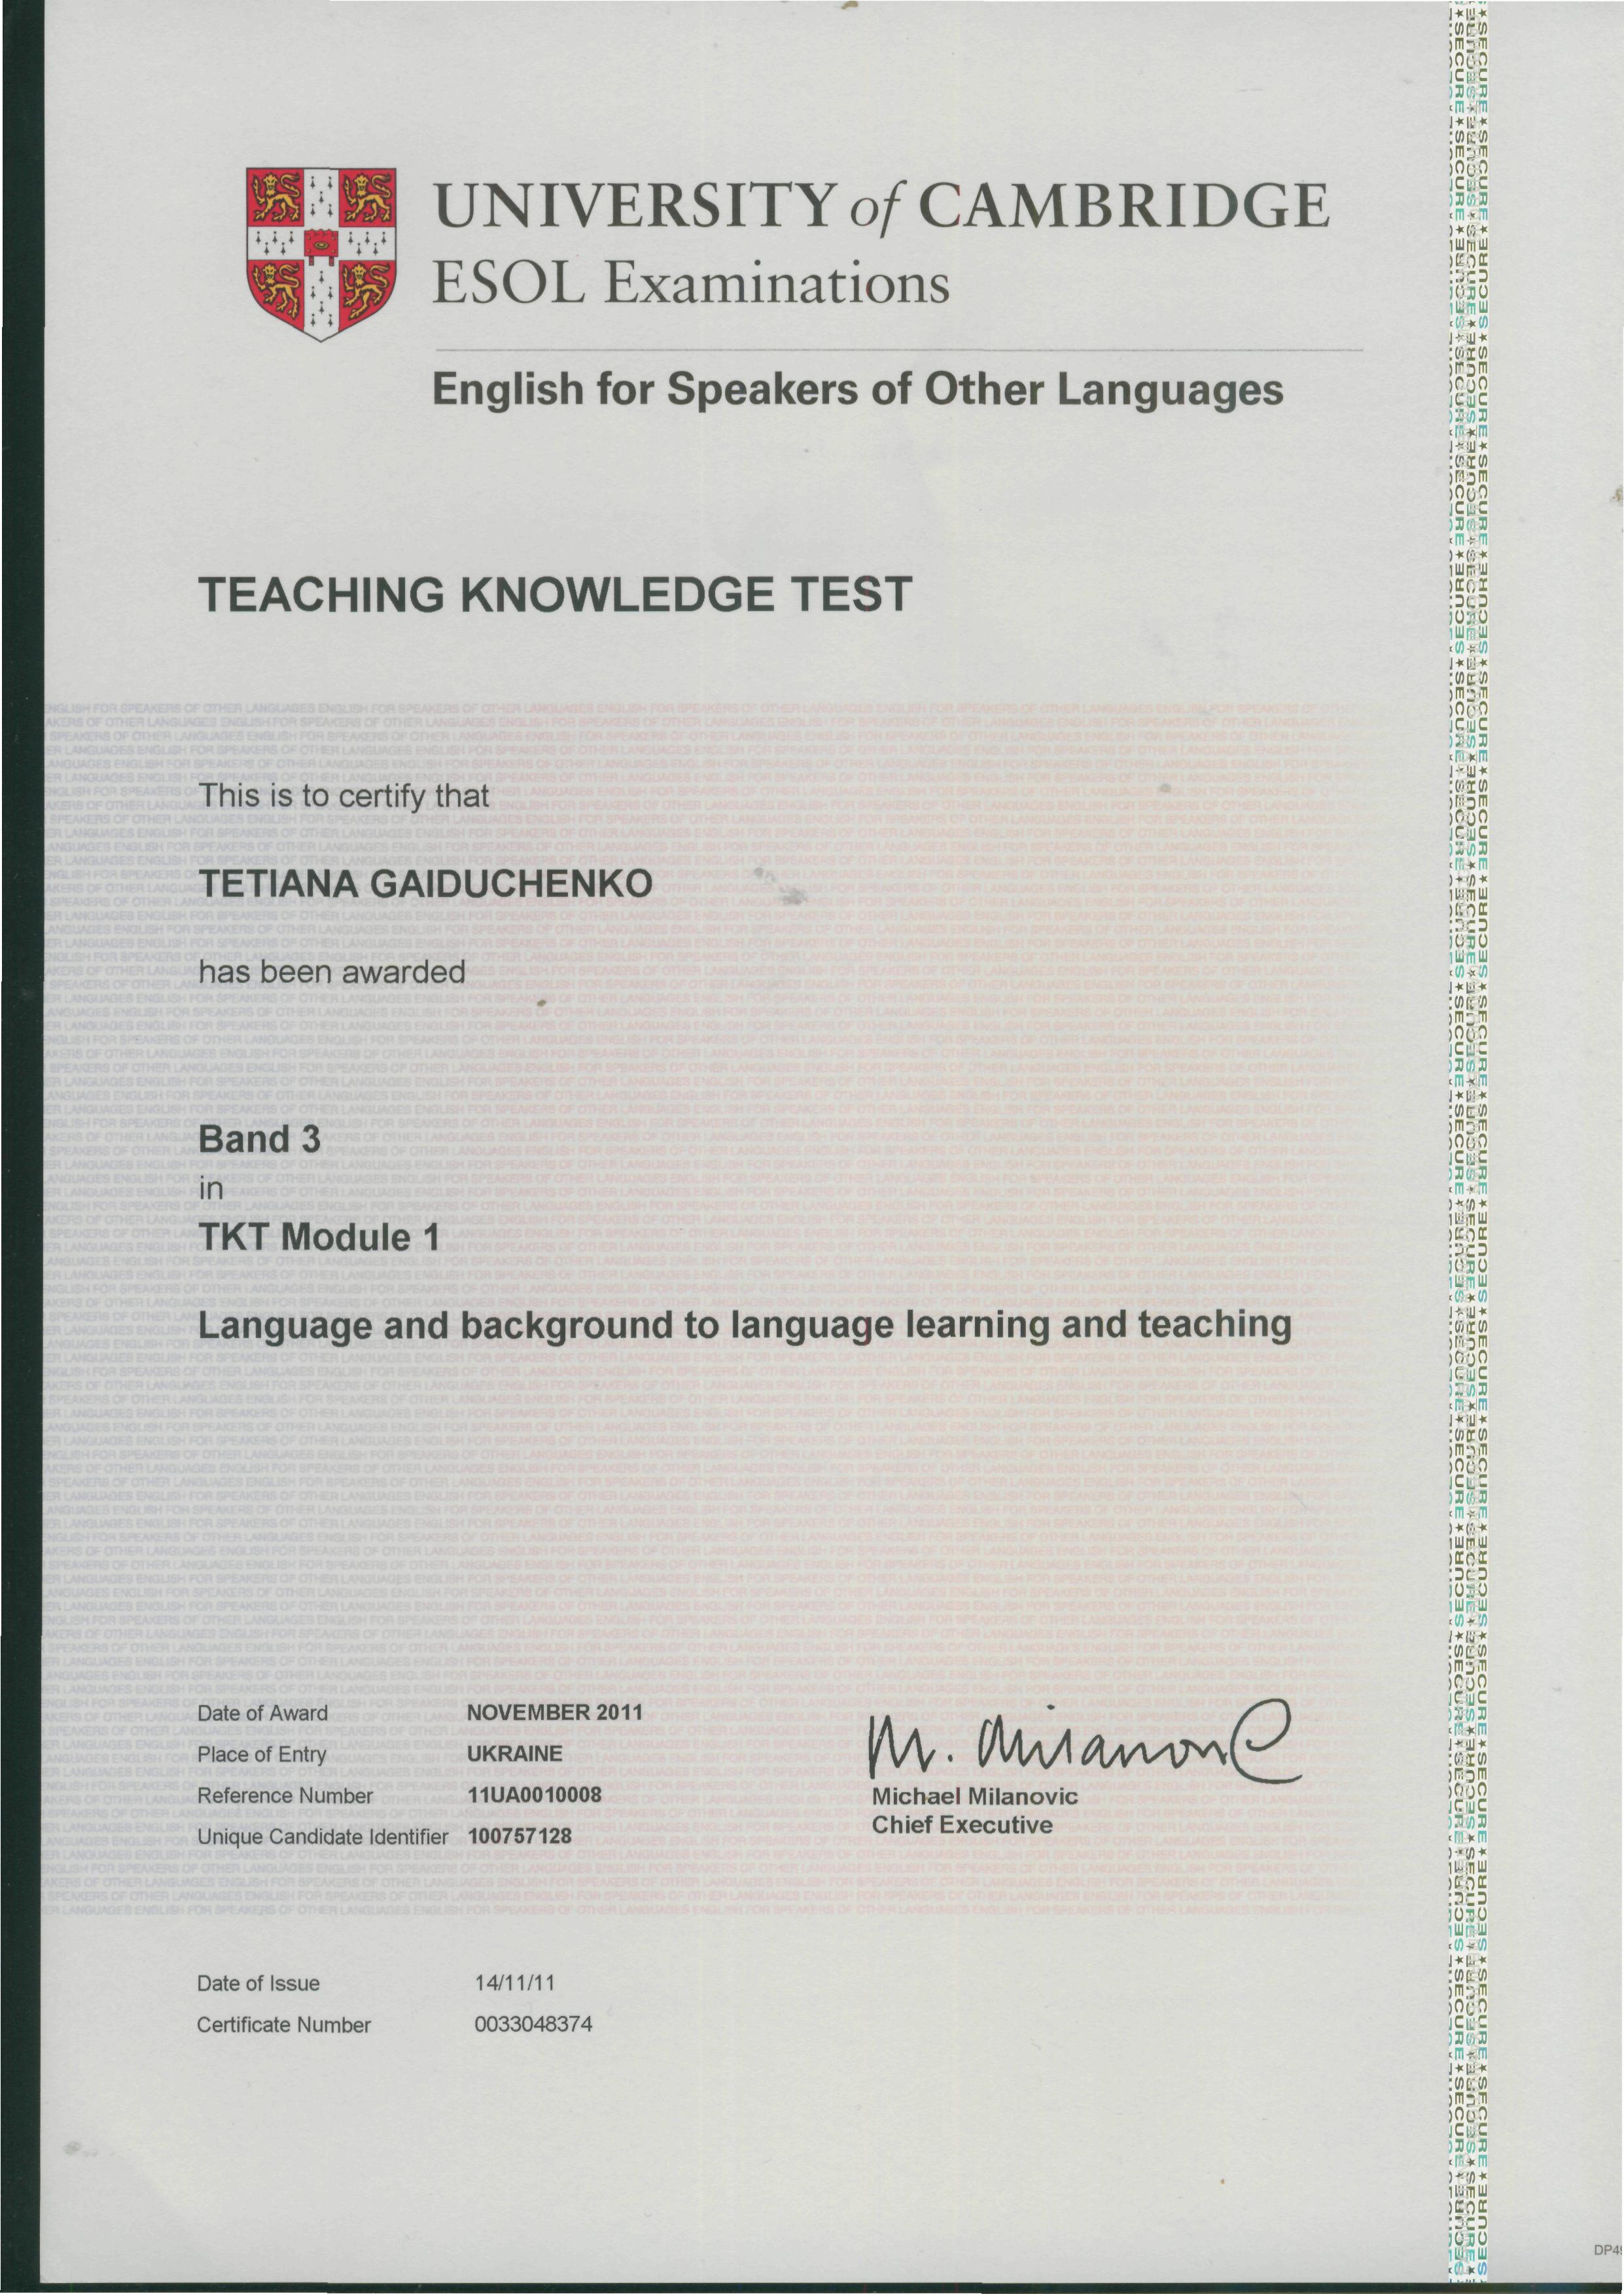 UNIVERSITY of CAMBRIDGE
ESOL Examinations
English for Speakers of Other Languages
TEACHING KNOWLEDGE TEST
This is to certify that
TETIANA GAIDUCHENKO
has been awarded
Band 3
in
TKT Module 1
Language and background to language learning and teaching
Date of Award NOVEMBER 2011
Place of Entry UKRAINE
Reference Number 11UA0010008
Unique Candidate Identifier 100757128
M. Milanovic
Michael Milanovic
Chief Executive
Date of Issue 14/11/11
Certificate Number 0033048374